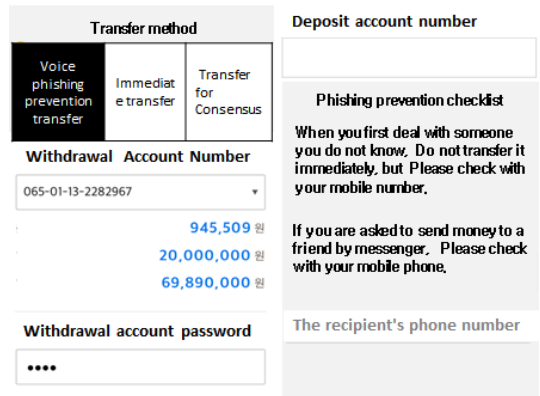 Transfer method
Voice
phishing
prevention
transfer
Immediat
e transfer
Transfer
for
Consensus
Withdrawal Account Number
065-01-13-2282967
945,509 원
20,000,000 원
69,890,000 원
Withdrawal account password
••••
Deposit account number
Phishing prevention checklist
When you first deal with someone
you do not know, Do not transfer it
immediately, but Please check with
your mobile number,
If you are asked to send money to a
friend by messenger, Please check
with your mobile phone,
The recipient's phone number